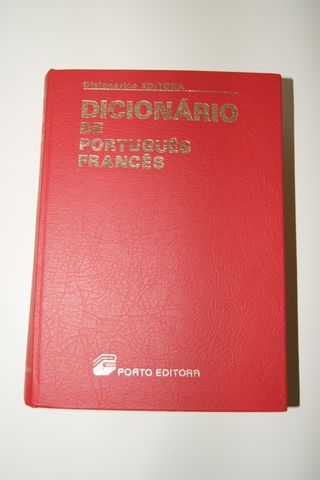 Dicionários EDITORA
DICIONÁRIO
DE
PORTUGUÊS
FRANCÊS
PORTO EDITORA